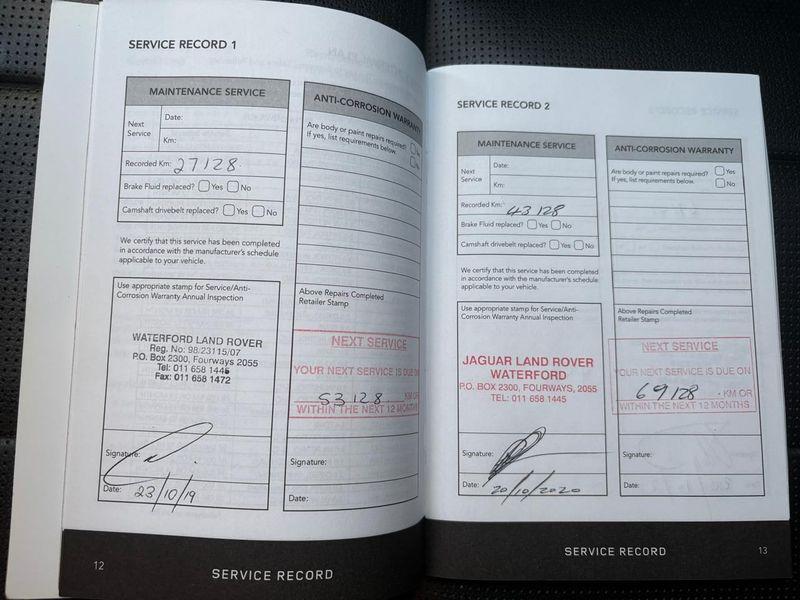 SERVICE RECORD 1
MAINTENANCE SERVICE
Next Service
Date:
Km:
Recorded Km: 27128.
Brake Fluid replaced? Yes No
Camshaft drivebelt replaced? Yes No
We certify that this service has been completed
in accordance with the manufacturer's schedule
applicable to your vehicle.
Use appropriate stamp for Service/Anti-
Corrosion Warranty Annual Inspection
WATERFORD LAND ROVER
Reg. No: 98/23115/07
P.O. Box 2300, Fourways 2055
Tel: 011 658 1445
Fax: 011 658 1472
Signature:
Date: 23/10/19
ANTI-CORROSION WARRANTY
Are body or paint repairs required?
If yes, list requirements below.
Above Repairs Completed
Retailer Stamp
NEXT SERVICE
YOUR NEXT SERVICE IS DUE ON
53128 KM OR
WITHIN THE NEXT 12 MONTHS
Signature:
Date:
12
SERVICE RECORD
SERVICE RECORD 2
MAINTENANCE SERVICE
Next
Service
Date:
Km:
Recorded Km: 43128
Brake Fluid replaced? Yes No
Camshaft drivebelt replaced? Yes No
We certify that this service has been completed
in accordance with the manufacturer's schedule
applicable to your vehicle.
Use appropriate stamp for Service/Anti-
Corrosion Warranty Annual Inspection
JAGUAR LAND ROVER
WATERFORD
P.O. BOX 2300, FOURWAYS, 2055
TEL: 011 658 1445
Signature:
Date: 20/10/2020
ANTI-CORROSION WARRANTY
Are body or paint repairs required? Yes
If yes, list requirements below. No
Above Repairs Completed
Retailer Stamp
NEXT SERVICE
YOUR NEXT SERVICE IS DUE ON
69128 KM OR
WITHIN THE NEXT 12 MONTHS
Signature:
Date:
SERVICE RECORD
13